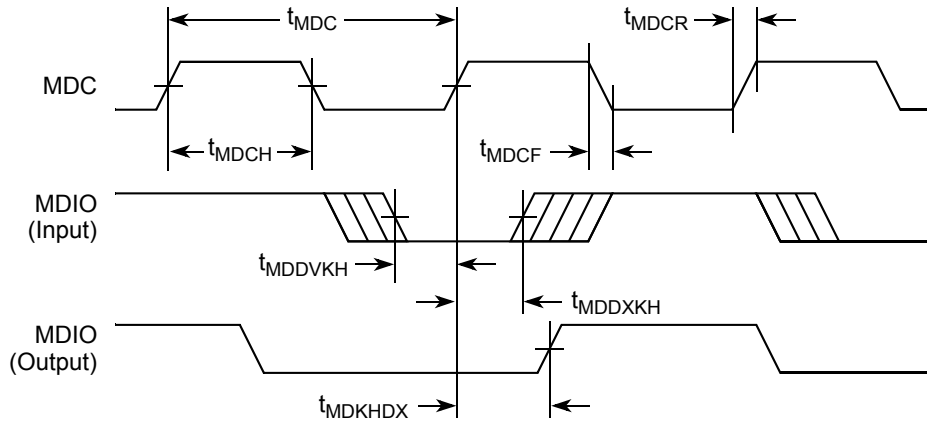 tMDC
tMDCR
MDC
tMDCH
tMDCF
MDIO
(Input)
tMDDVKH
tMDDXKH
MDIO
(Output)
tMDKHDX